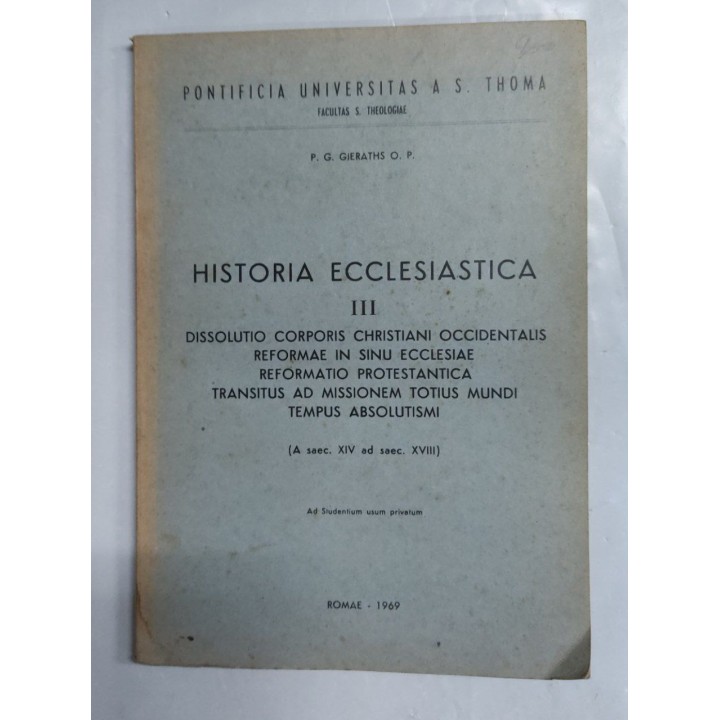 PONTIFICIA UNIVERSITAS A S. THOMA
FACULTAS S. THEOLOGIAE
P. G. GIERATHS O. P.
HISTORIA ECCLESIASTICA
III
DISSOLUTIO CORPORIS CHRISTIANI OCCIDENTALIS
REFORMAE IN SINU ECCLESIAE
REFORMATIO PROTESTANTICA
TRANSITUS AD MISSIONEM TOTIUS MUNDI
TEMPUS ABSOLUTISMI
(A saec. XIV ad saec. XVIII)
Ad Studentium usum privatum
ROMAE - 1969